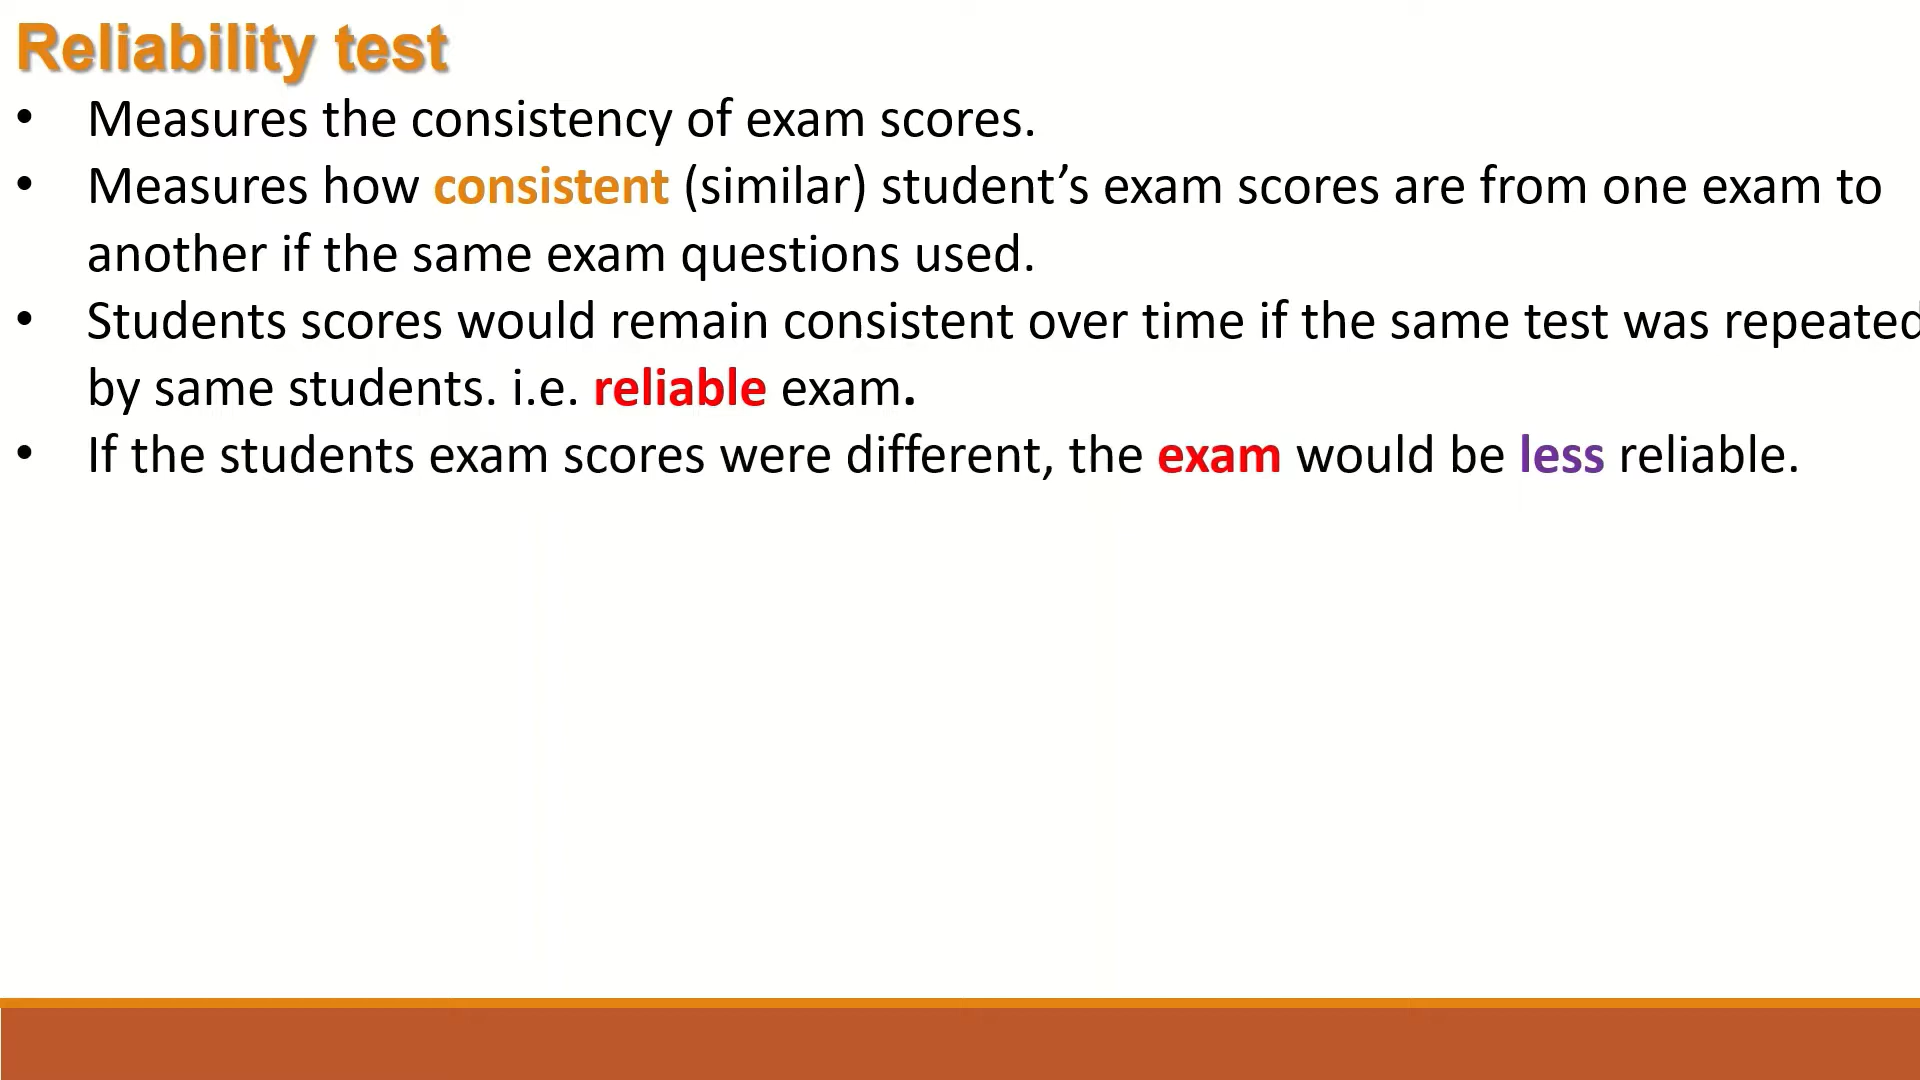 Reliability test
• Measures the consistency of exam scores.
• Measures how consistent (similar) student’s exam scores are from one exam to
another if the same exam questions used.
• Students scores would remain consistent over time if the same test was repeated
by same students. i.e. reliable exam.
• If the students exam scores were different, the exam would be less reliable.